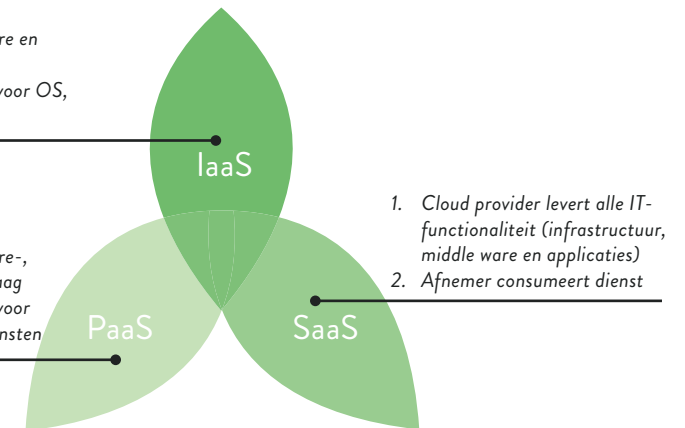 re en
voor OS,
IaaS
1. Cloud provider levert alle IT-
functionaliteit (infrastructuur,
middle ware en applicaties)
2. Afnemer consumeert dienst
re-,
voor
nsten
PaaS
SaaS